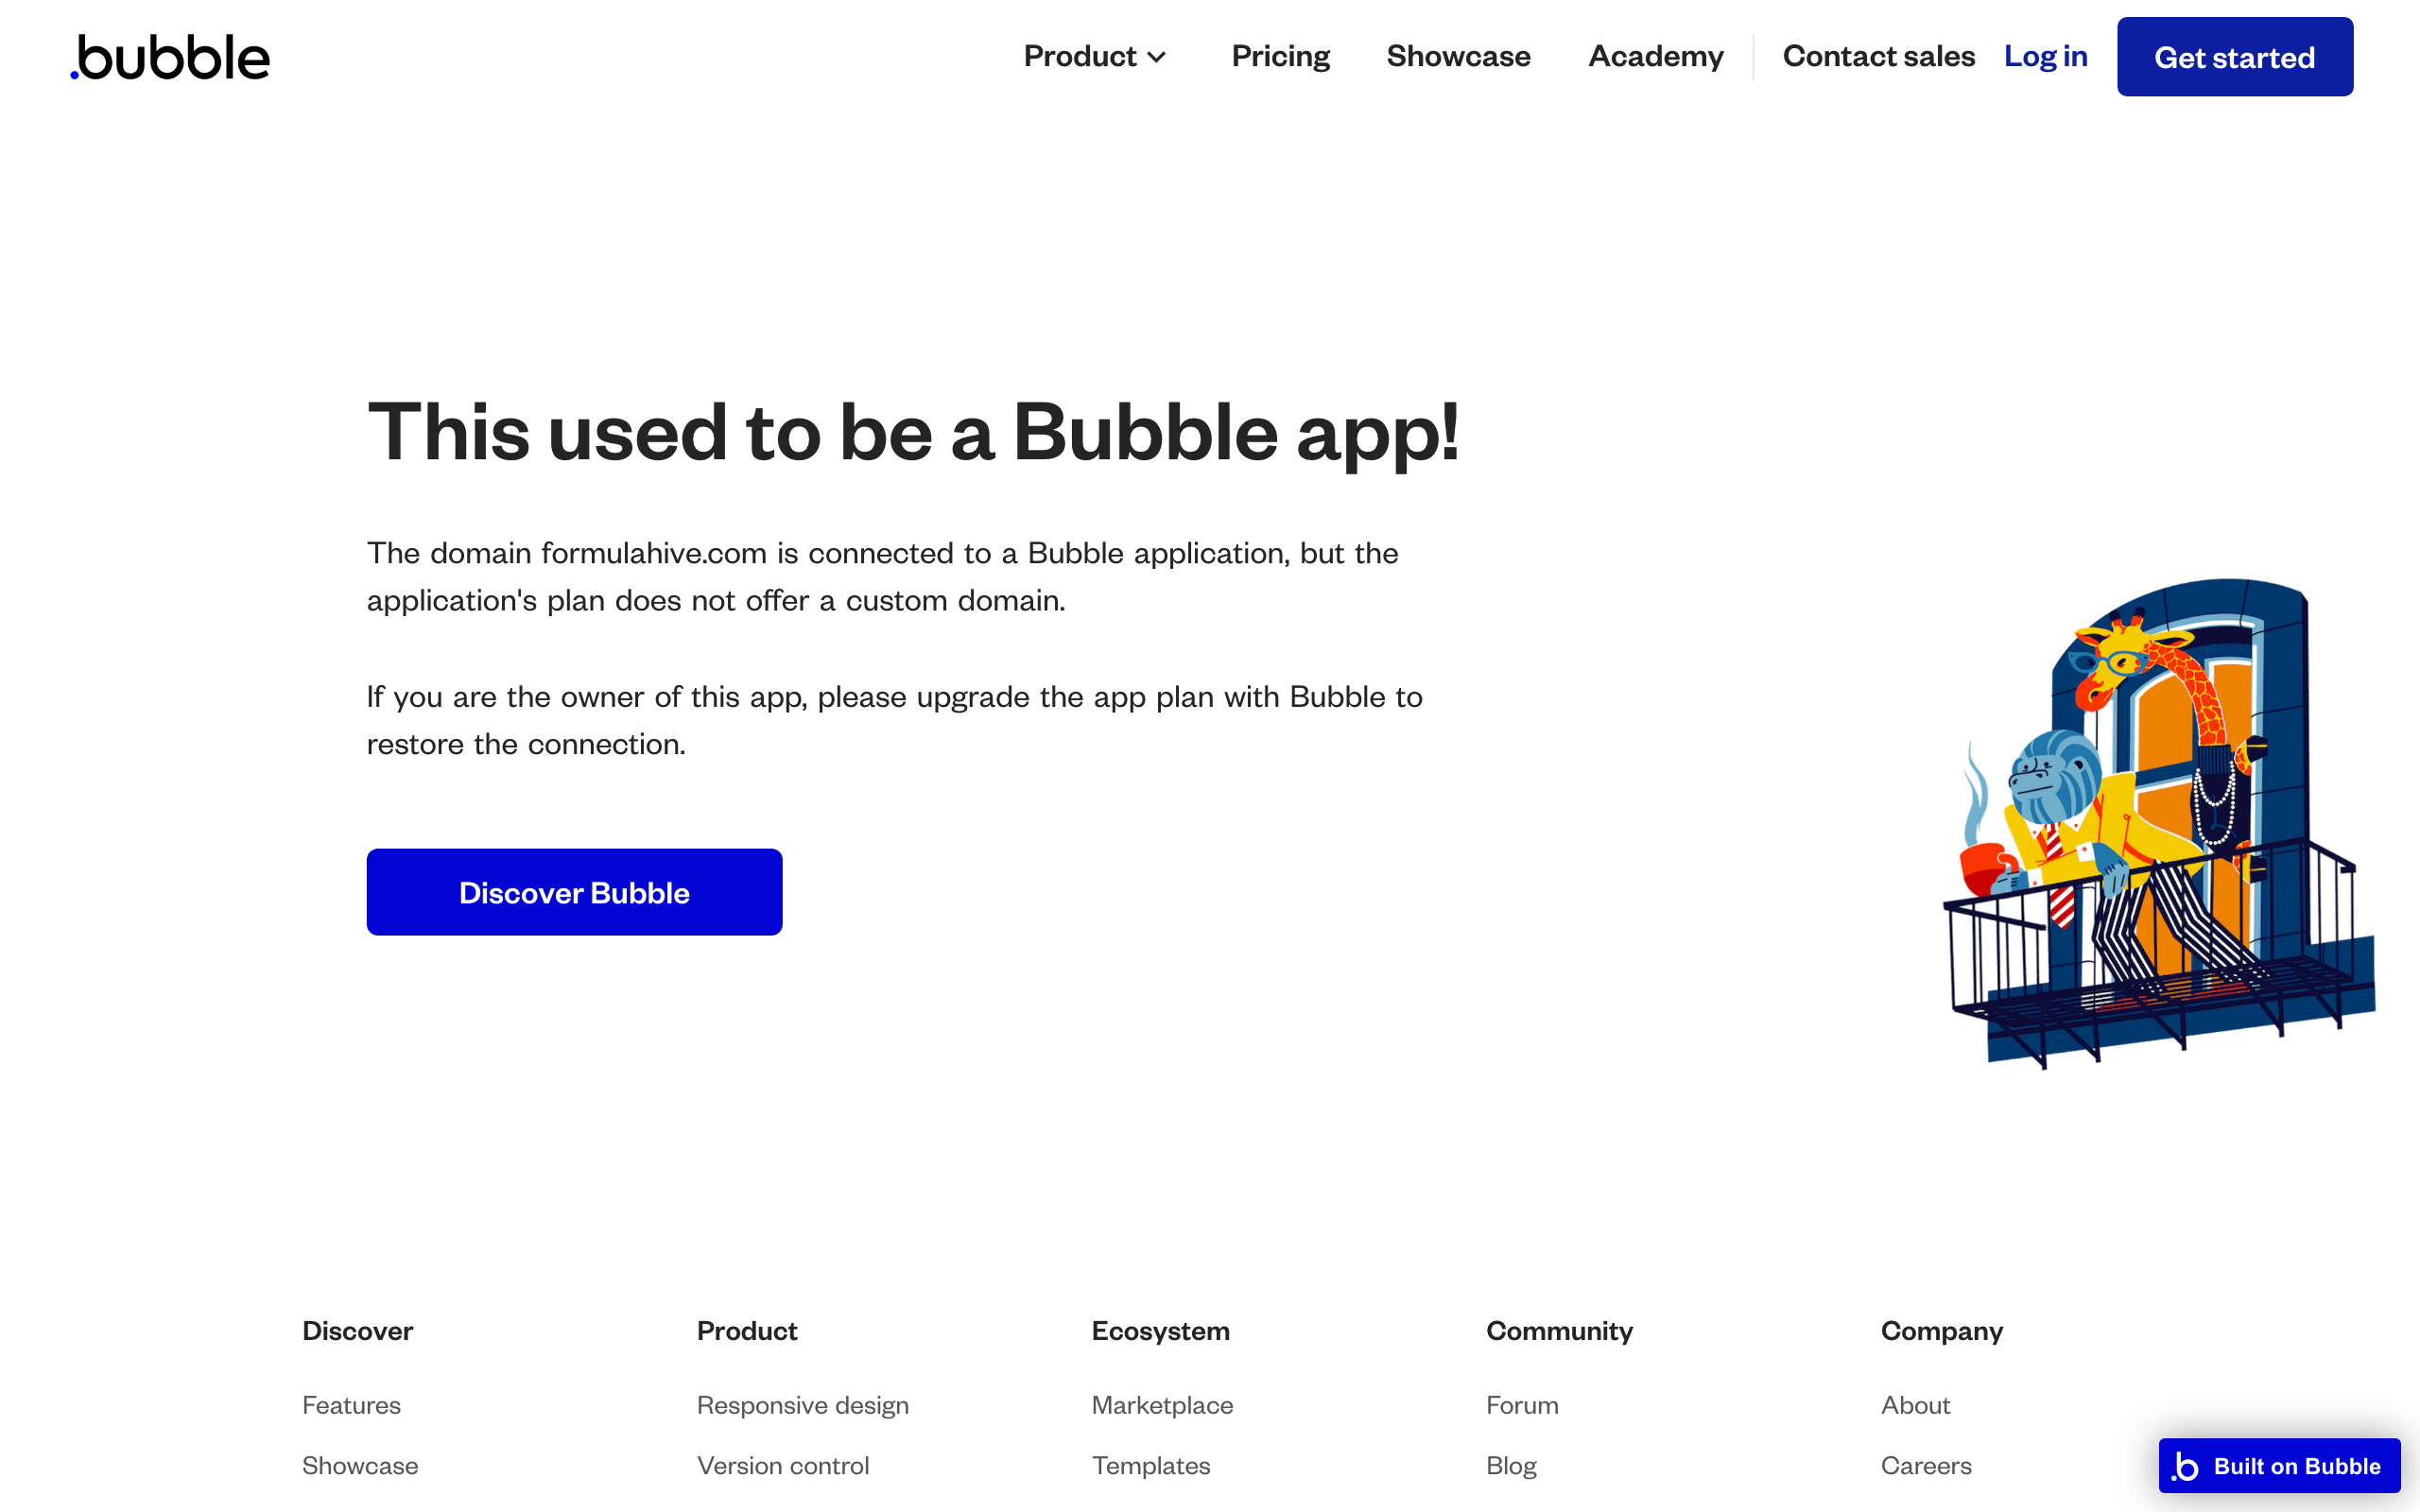 .bubble
Product
Pricing
Showcase
Academy
Contact sales
Log in
Get started
This used to be a Bubble app!
The domain formulahive.com is connected to a Bubble application, but the
application's plan does not offer a custom domain.
If you are the owner of this app, please upgrade the app plan with Bubble to
restore the connection.
Discover Bubble
Discover
Features
Showcase
Product
Responsive design
Version control
Ecosystem
Marketplace
Templates
Community
Forum
Blog
Company
About
Careers
.b Built on Bubble